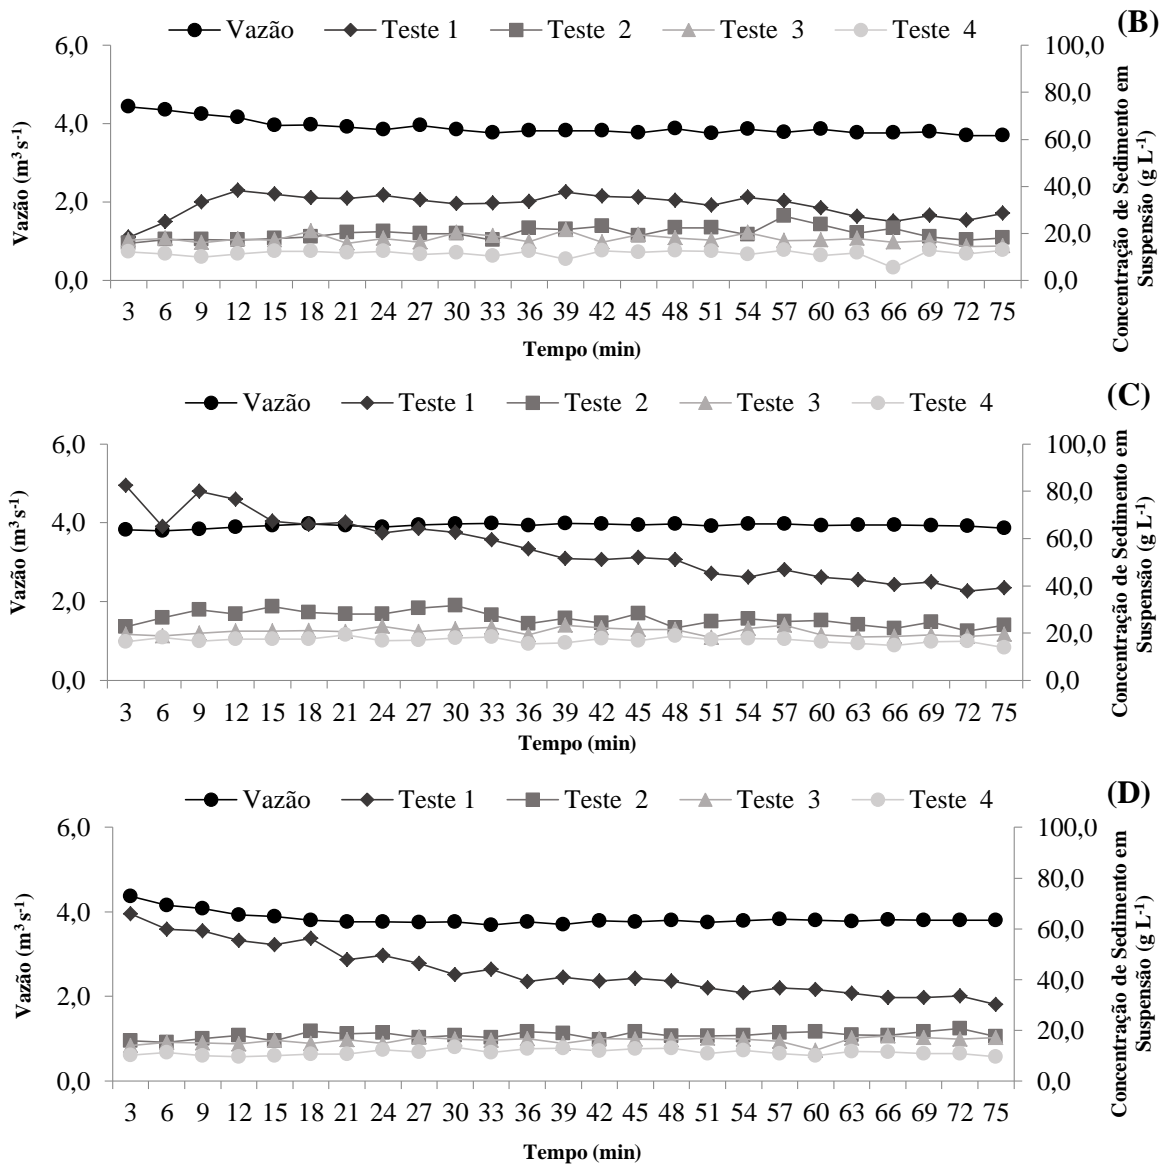 (B)
Vazão Teste 1 Teste 2 Teste 3 Teste 4
6,0 100,0
80,0
4,0
60,0
40,0
2,0
20,0
0,0 0,0
3 6 9 12 15 18 21 24 27 30 33 36 39 42 45 48 51 54 57 60 63 66 69 72 75
Tempo (min)
Vazão (m³ s-1)
Concentração de Sedimento em
Suspensão (g L-1)
(C)
Vazão Teste 1 Teste 2 Teste 3 Teste 4
6,0 100,0
80,0
4,0
60,0
40,0
2,0
20,0
0,0 0,0
3 6 9 12 15 18 21 24 27 30 33 36 39 42 45 48 51 54 57 60 63 66 69 72 75
Tempo (min)
Vazão (m³ s-1)
Concentração de Sedimento em
Suspensão (g L-1)
(D)
Vazão Teste 1 Teste 2 Teste 3 Teste 4
6,0 100,0
80,0
4,0
60,0
40,0
2,0
20,0
0,0 0,0
3 6 9 12 15 18 21 24 27 30 33 36 39 42 45 48 51 54 57 60 63 66 69 72 75
Tempo (min)
Vazão (m³ s-1)
Concentração de Sedimento em
Suspensão (g L-1)